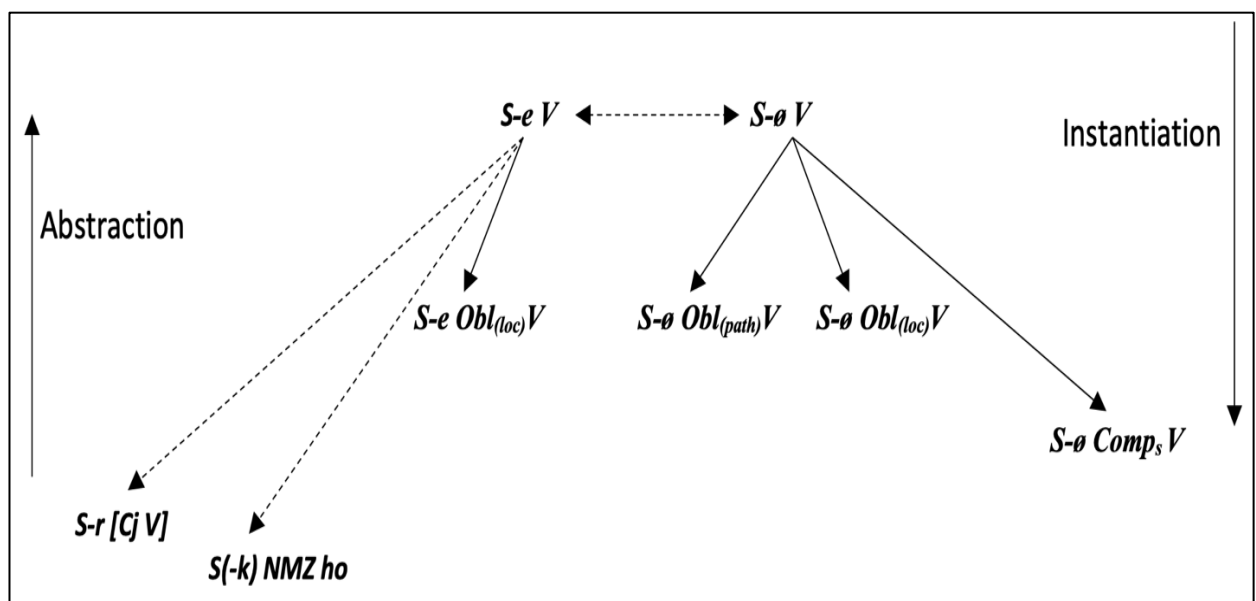 S-e V
S-ø V
Instantiation
Abstraction
S-e Obl(loc)V
S-ø Obl(path)V
S-ø Obl(loc)V
S-ø Comps V
S-r [Cj V]
S(-k) NMZ ho